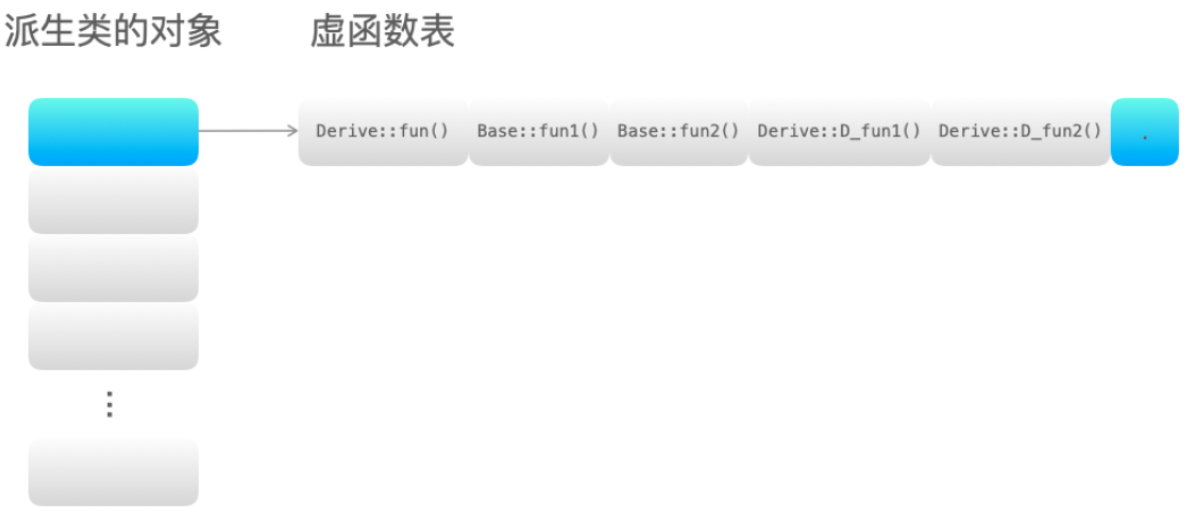 派生类的对象 虚函数表
Derive::fun() Base::fun1() Base::fun2() Derive::D_fun1() Derive::D_fun2() .
⋮